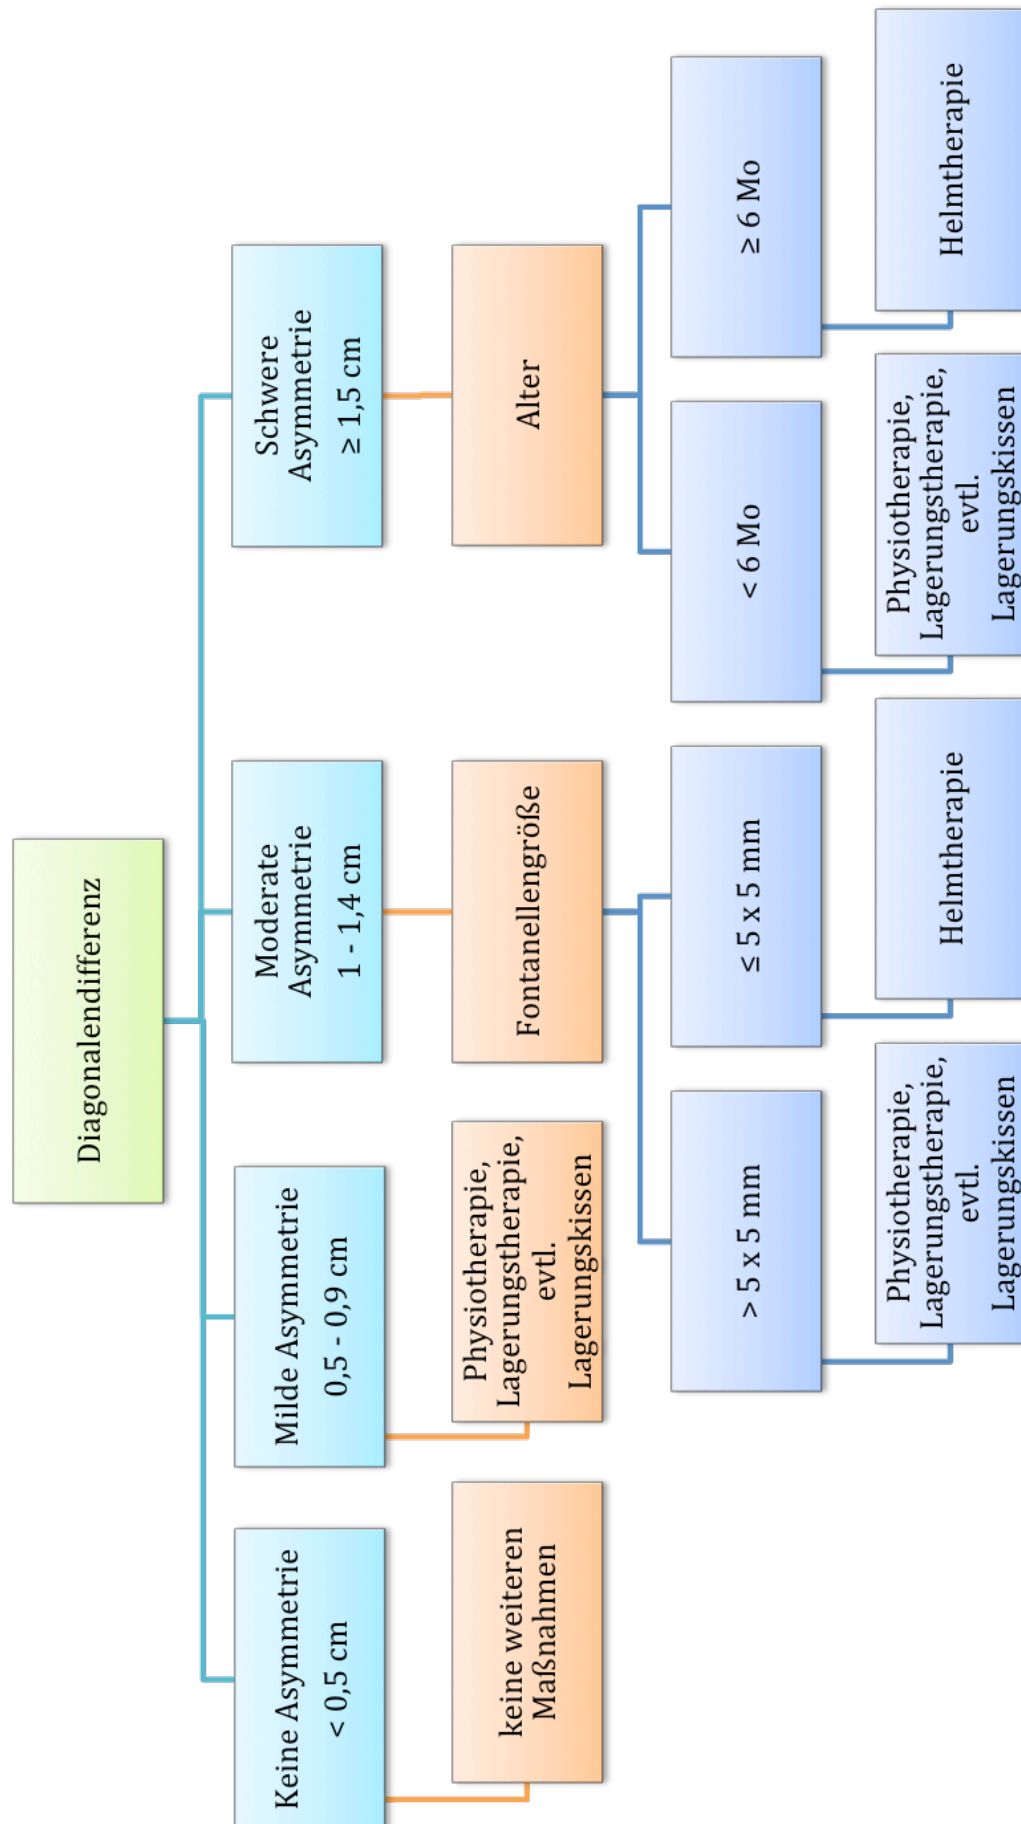 Diagonalendifferenz
Keine Asymmetrie
< 0,5 cm
Milde Asymmetrie
0,5 - 0,9 cm
Moderate
Asymmetrie
1 - 1,4 cm
Schwere
Asymmetrie
≥ 1,5 cm
keine weiteren
Maßnahmen
Physiotherapie,
Lagerungstherapie,
evtl.
Lagerungskissen
Fontanellengröße
Alter
> 5 x 5 mm
≤ 5 x 5 mm
< 6 Mo
≥ 6 Mo
Physiotherapie,
Lagerungstherapie,
evtl.
Lagerungskissen
Helmtherapie
Physiotherapie,
Lagerungstherapie,
evtl.
Lagerungskissen
Helmtherapie